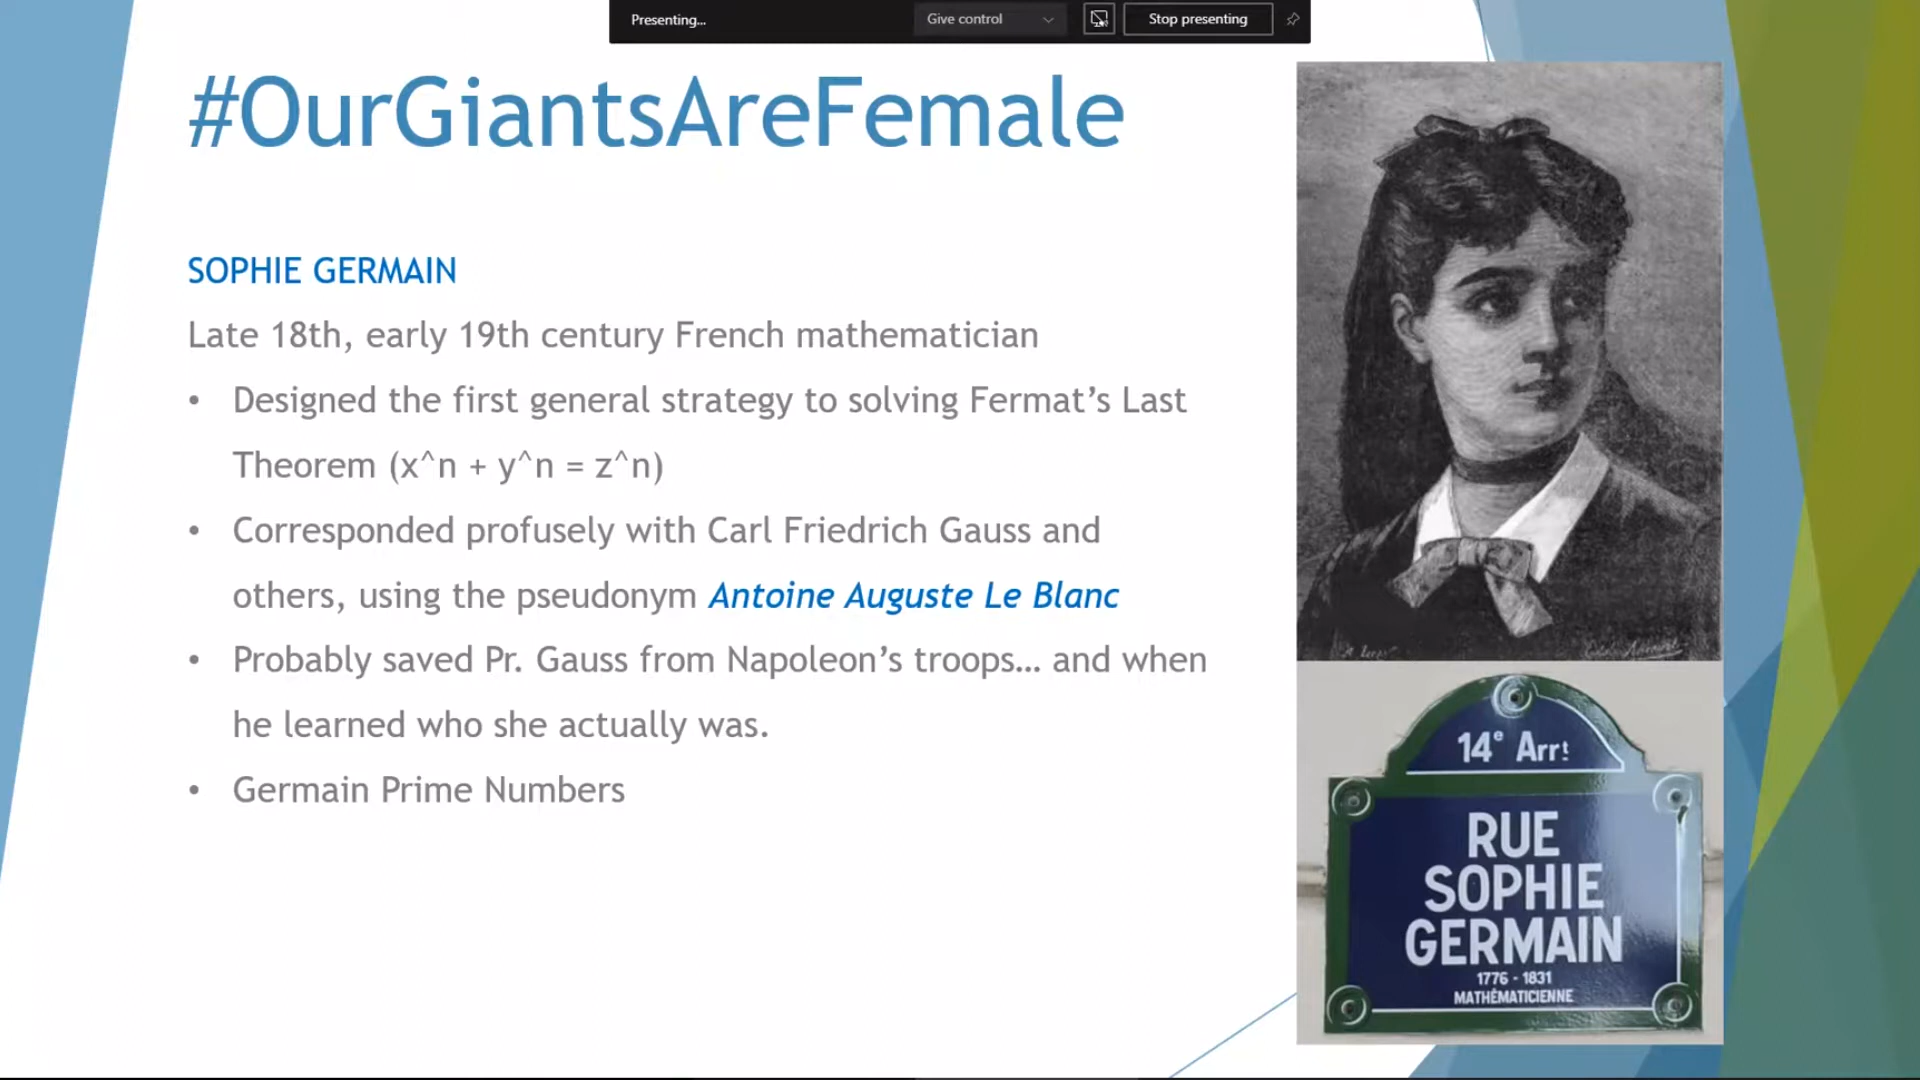 Presenting...
Give control
Stop presenting
#OurGiantsAreFemale
SOPHIE GERMAIN
Late 18th, early 19th century French mathematician
• Designed the first general strategy to solving Fermat’s Last
Theorem (x^n + y^n = z^n)
• Corresponded profusely with Carl Friedrich Gauss and
others, using the pseudonym Antoine Auguste Le Blanc
• Probably saved Pr. Gauss from Napoleon’s troops... and when
he learned who she actually was.
• Germain Prime Numbers
14e Arrt
RUE
SOPHIE
GERMAIN
1776 - 1831
MATHÉMATICIENNE